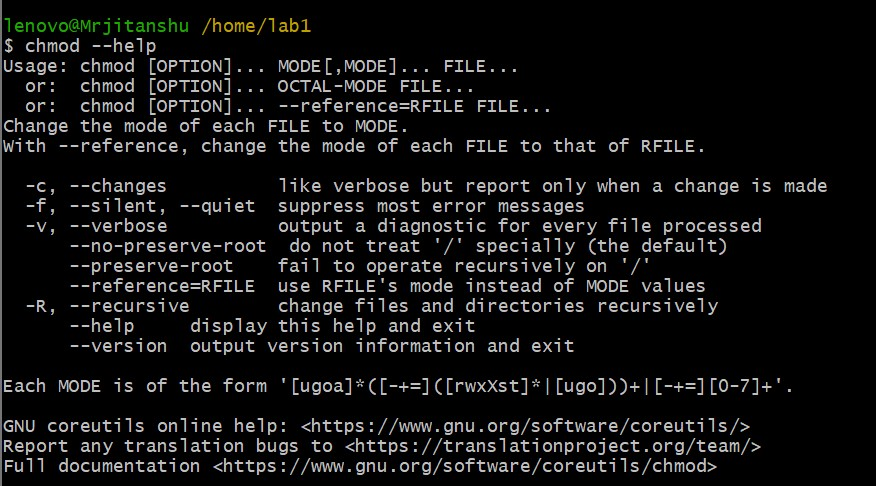 lenovo@Mrjitanshu /home/lab1
$ chmod --help
Usage: chmod [OPTION]... MODE[,MODE]... FILE...
  or:  chmod [OPTION]... OCTAL-MODE FILE...
  or:  chmod [OPTION]... --reference=RFILE FILE...
Change the mode of each FILE to MODE.
With --reference, change the mode of each FILE to that of RFILE.

  -c, --changes          like verbose but report only when a change is made
  -f, --silent, --quiet  suppress most error messages
  -v, --verbose          output a diagnostic for every file processed
      --no-preserve-root  do not treat '/' specially (the default)
      --preserve-root    fail to operate recursively on '/'
      --reference=RFILE  use RFILE's mode instead of MODE values
  -R, --recursive        change files and directories recursively
      --help     display this help and exit
      --version  output version information and exit

Each MODE is of the form '[ugoa]*([-+=]([rwxXst]*|[ugo]))+|[-+=][0-7]+'.

GNU coreutils online help: <https://www.gnu.org/software/coreutils/>
Report any translation bugs to <https://translationproject.org/team/>
Full documentation <https://www.gnu.org/software/coreutils/chmod>